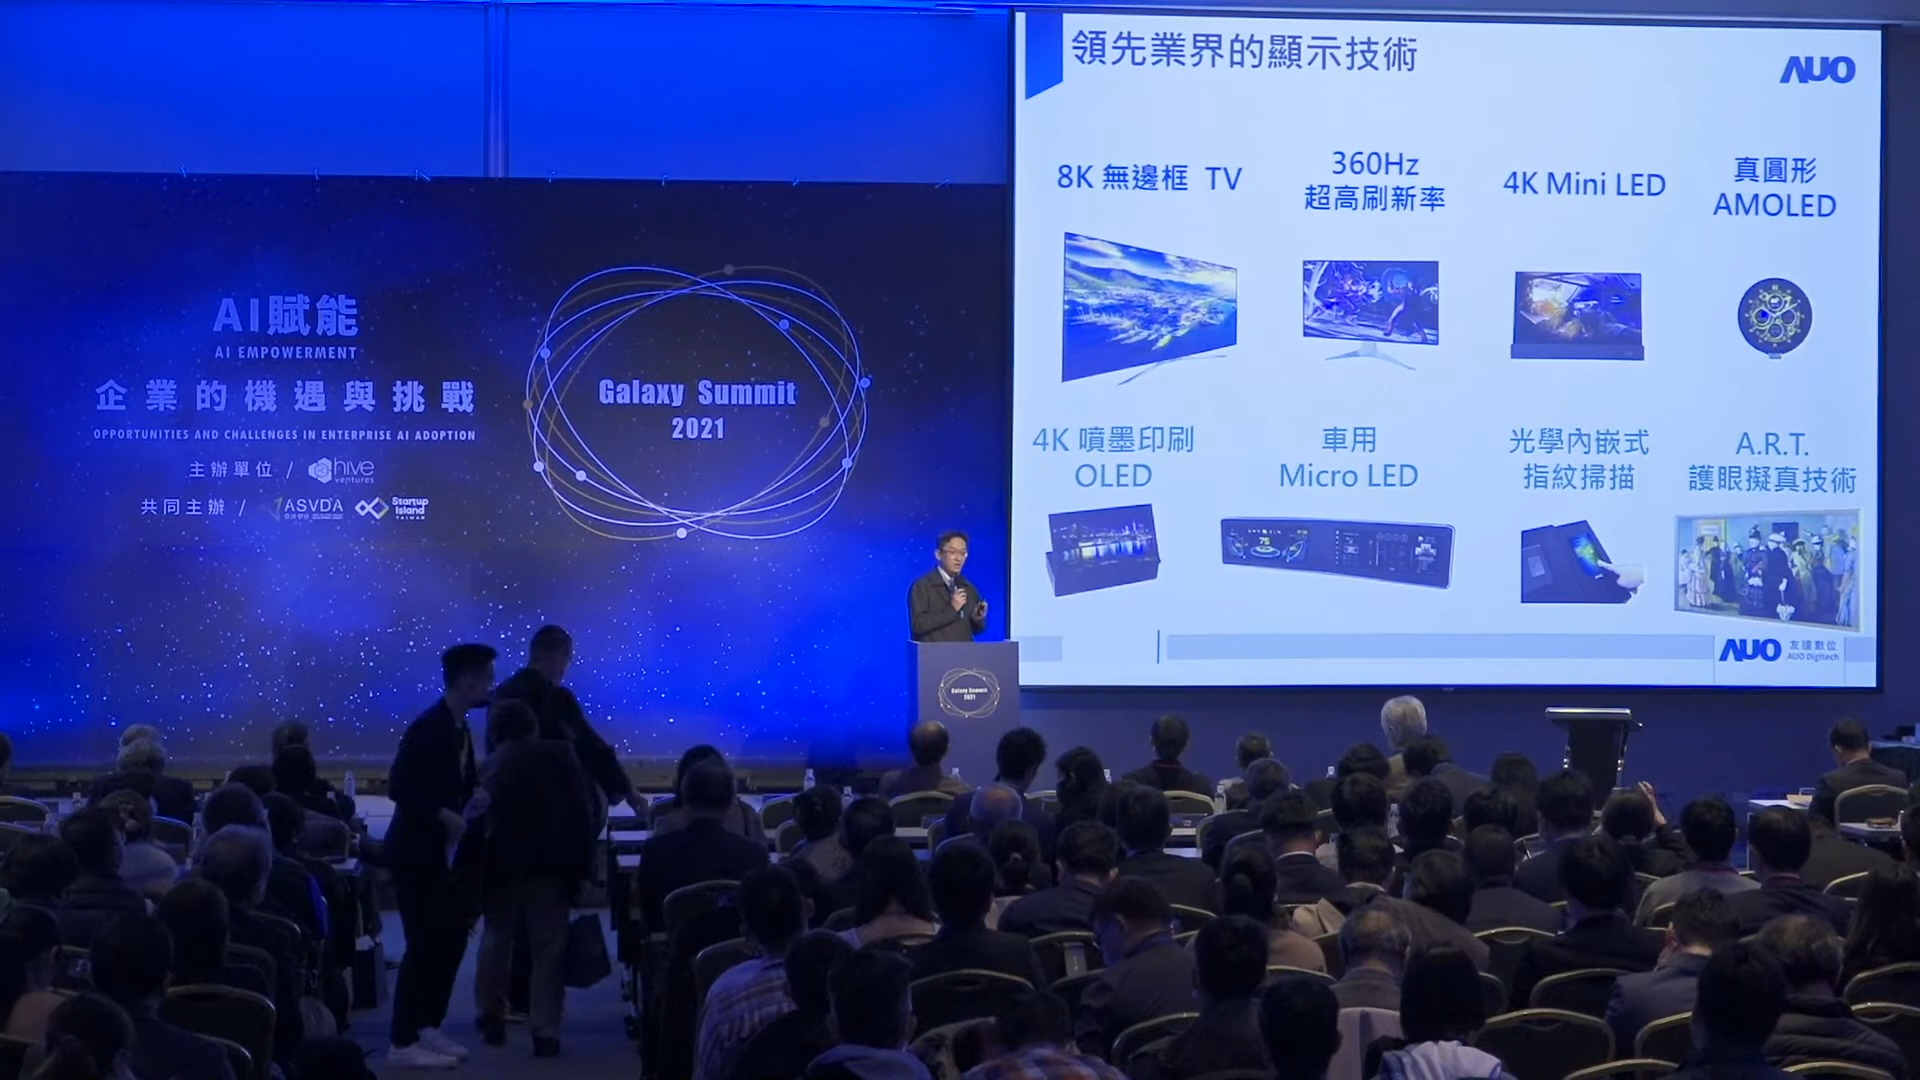 AI賦能
AI EMPOWERMENT
企業的機遇與挑戰
OPPORTUNITIES AND CHALLENGES IN ENTERPRISE AI ADOPTION
主辦單位 / hive ventures
共同主辦 / ASVDA Startup Island TAIWAN
Galaxy Summit
2021
Galaxy Summit
2021
領先業界的顯示技術
AUO
8K 無邊框 TV
360Hz
超高刷新率
4K Mini LED
真圓形
AMOLED
4K 噴墨印刷
OLED
車用
Micro LED
光學內嵌式
指紋掃描
A.R.T.
護眼擬真技術
AUO 友達數位
AUO Digitech